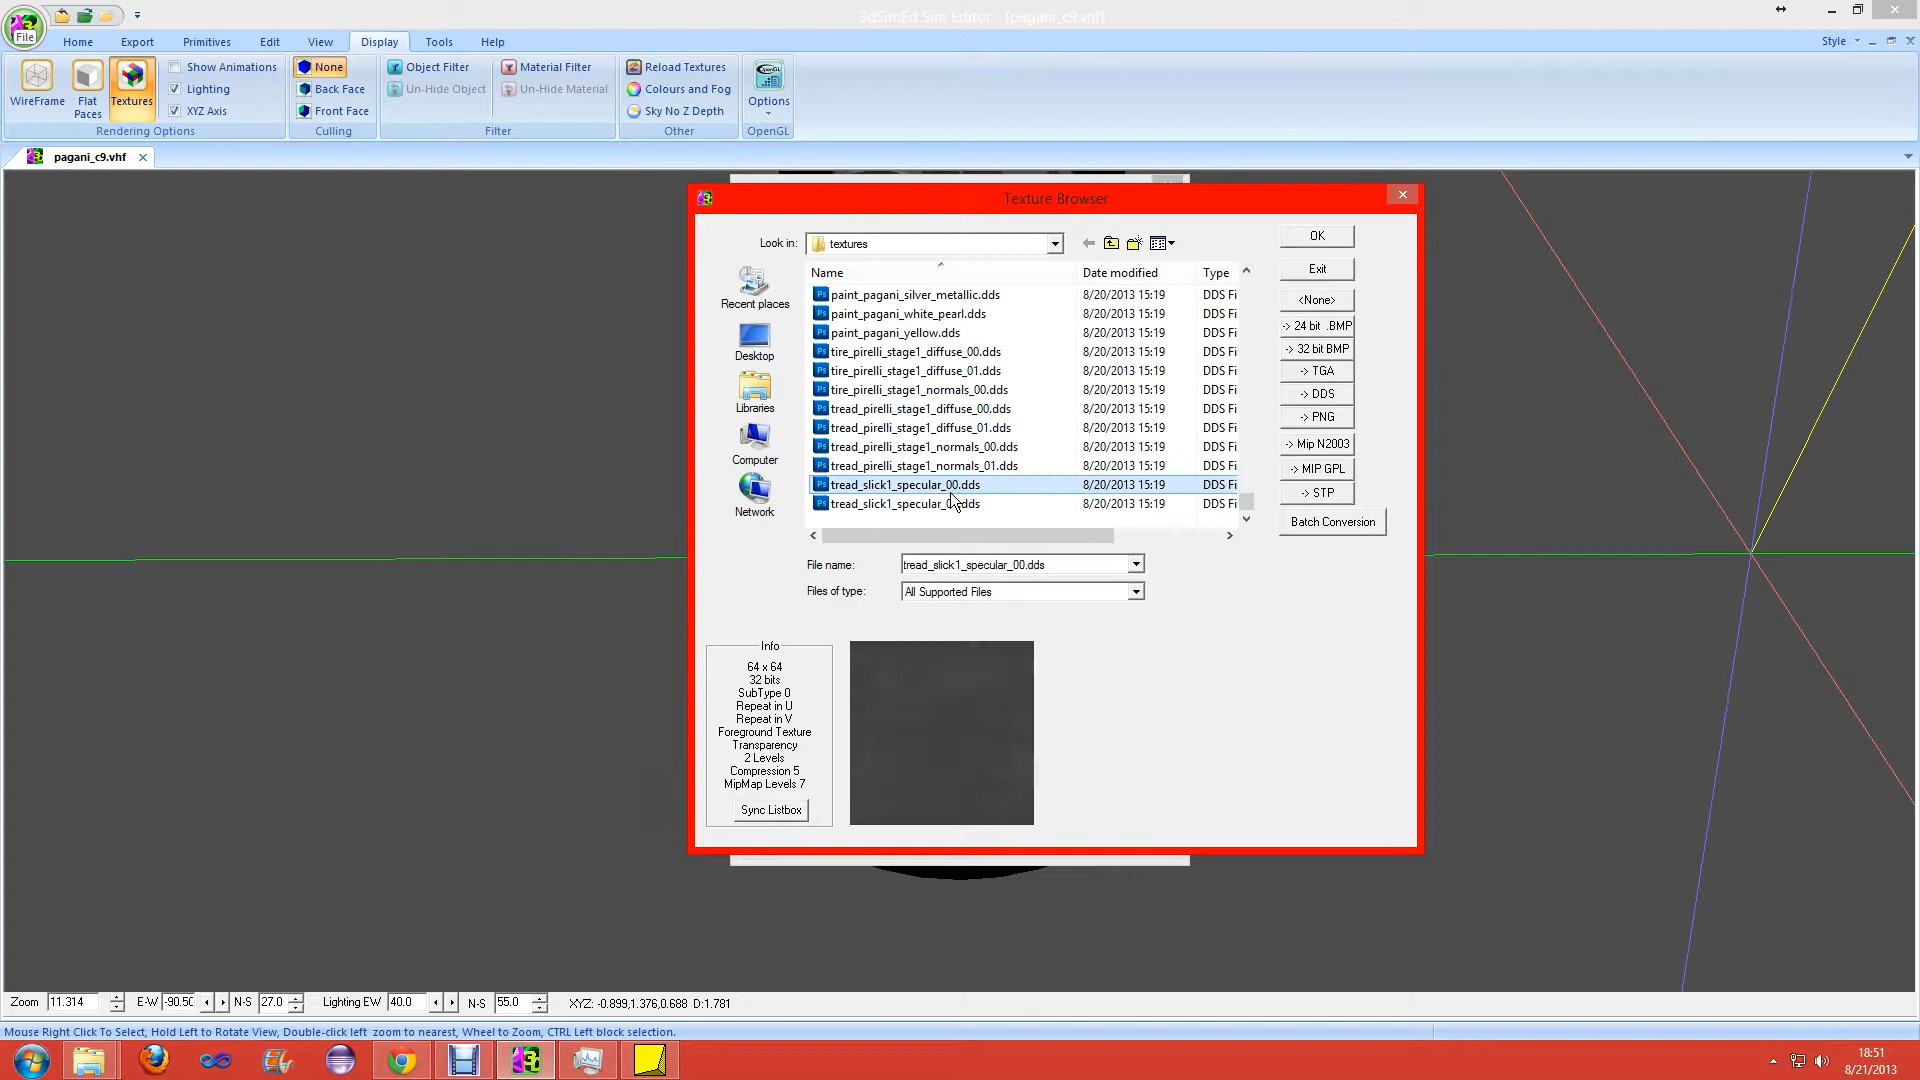 3dSimEd Sim Editor - [pagani_c9.vhf]
File
Home Export Primitives Edit View Display Tools Help
Style
WireFrame
Flat Faces
Textures
Show Animations
Lighting
XYZ Axis
Rendering Options
None
Back Face
Front Face
Culling
Object Filter
Un-Hide Object
Material Filter
Un-Hide Material
Filter
Reload Textures
Colours and Fog
Sky No Z Depth
Other
Options
OpenGL
pagani_c9.vhf
Texture Browser
Look in: textures
OK
Exit
<None>
-> 24 bit .BMP
-> 32 bit BMP
-> TGA
-> DDS
-> PNG
-> Mip N2003
-> MIP GPL
-> STP
Batch Conversion
Recent places
Desktop
Libraries
Computer
Network
Name Date modified Type
paint_pagani_silver_metallic.dds 8/20/2013 15:19 DDS Fi
paint_pagani_white_pearl.dds 8/20/2013 15:19 DDS Fi
paint_pagani_yellow.dds 8/20/2013 15:19 DDS Fi
tire_pirelli_stage1_diffuse_00.dds 8/20/2013 15:19 DDS Fi
tire_pirelli_stage1_diffuse_01.dds 8/20/2013 15:19 DDS Fi
tire_pirelli_stage1_normals_00.dds 8/20/2013 15:19 DDS Fi
tread_pirelli_stage1_diffuse_00.dds 8/20/2013 15:19 DDS Fi
tread_pirelli_stage1_diffuse_01.dds 8/20/2013 15:19 DDS Fi
tread_pirelli_stage1_normals_00.dds 8/20/2013 15:19 DDS Fi
tread_pirelli_stage1_normals_01.dds 8/20/2013 15:19 DDS Fi
tread_slick1_specular_00.dds 8/20/2013 15:19 DDS Fi
8/20/2013 15:19 DDS Fi
File name: tread_slick1_specular_00.dds
Files of type: All Supported Files
Info
64 x 64
32 bits
SubType 0
Repeat in U
Repeat in V
Foreground Texture
Transparency
2 Levels
Compression 5
MipMap Levels 7
Sync Listbox
Zoom 11.314 E-W -90.50 N-S 27.0 Lighting EW 40.0 N-S 55.0 XYZ: -0.899,1.376,0.688 D:1.781
Mouse Right Click To Select, Hold Left to Rotate View, Double-click left zoom to nearest, Wheel to Zoom, CTRL Left block selection.
18:51
8/21/2013